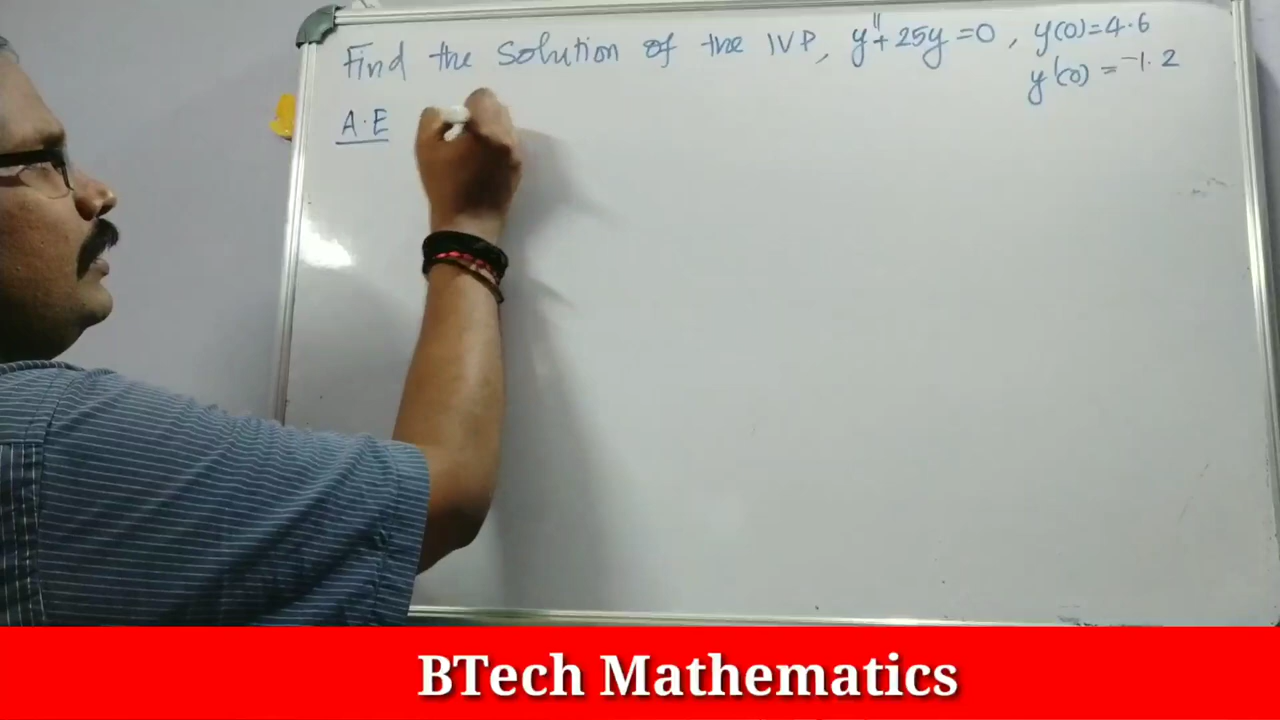 Find the Solution of the IVP, y''+25y=0, y(0)=4.6
y'(0) = -1.2
A.E
BTech Mathematics